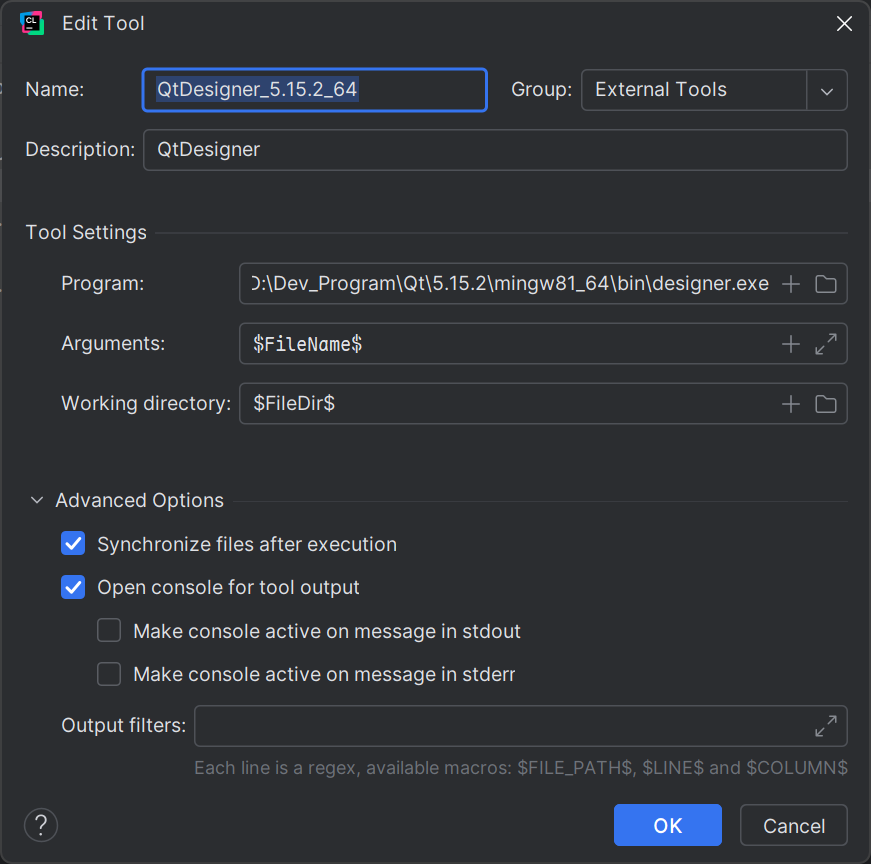 CL
Edit Tool
Name: QtDesigner_5.15.2_64 Group: External Tools
Description: QtDesigner
Tool Settings
Program: D:\Dev_Program\Qt\5.15.2\mingw81_64\bin\designer.exe
Arguments: $FileName$
Working directory: $FileDir$
Advanced Options
Synchronize files after execution
Open console for tool output
Make console active on message in stdout
Make console active on message in stderr
Output filters:
Each line is a regex, available macros: $FILE_PATH$, $LINE$ and $COLUMN$
? OK Cancel